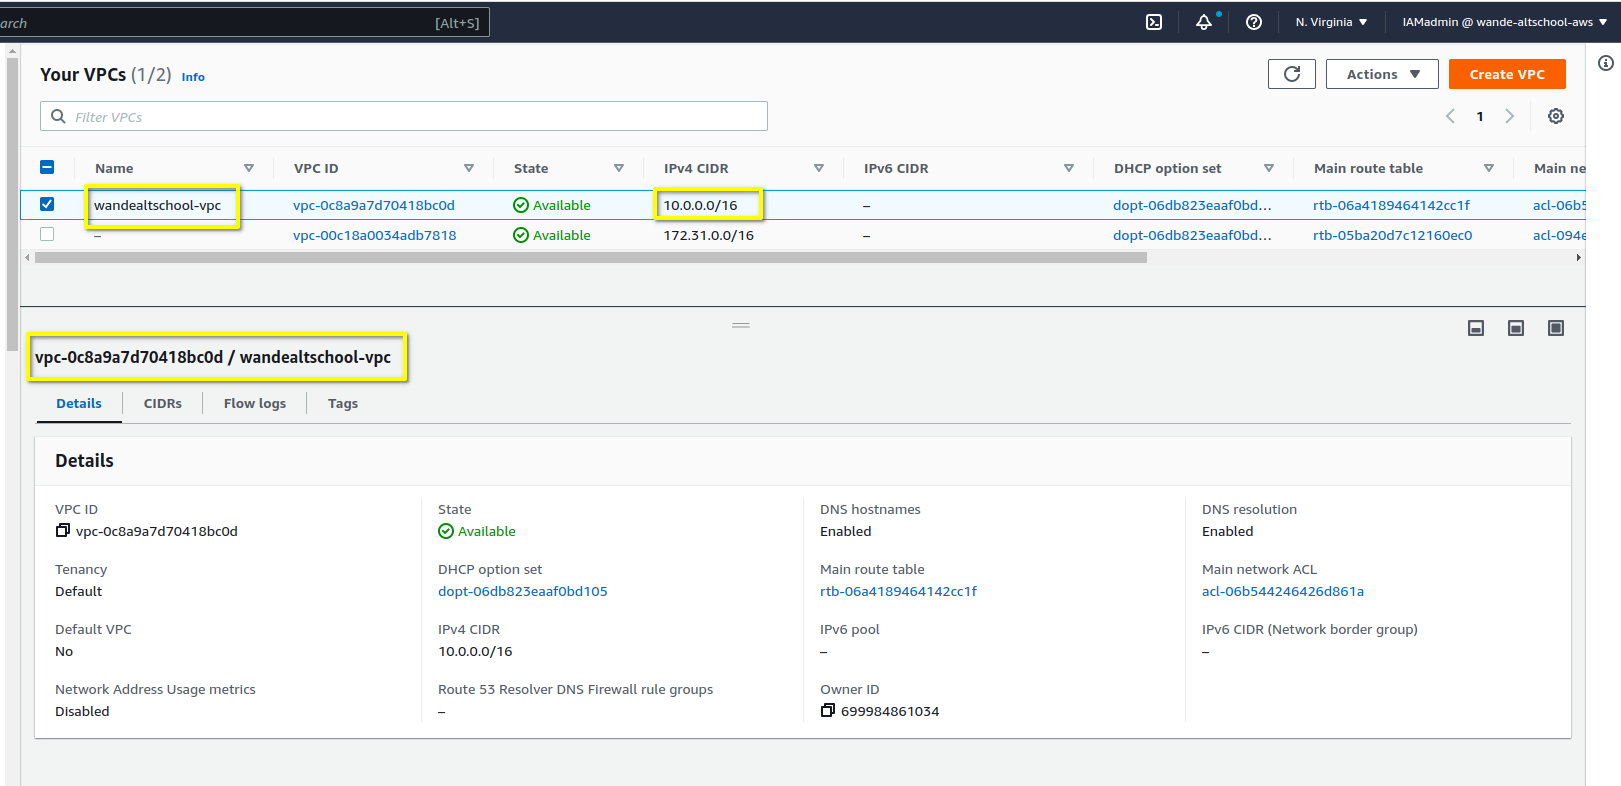 arch [Alt+S] N. Virginia ▼ IAMadmin @ wande-altschool-aws ▼
Your VPCs (1/2) Info Actions ▼ Create VPC
Filter VPCs 1
Name VPC ID State IPv4 CIDR IPv6 CIDR DHCP option set Main route table Main ne
wandealtschool-vpc vpc-0c8a9a7d70418bc0d Available 10.0.0.0/16 – dopt-06db823eaaf0bd... rtb-06a4189464142cc1f acl-06b5
– vpc-00c18a0034adb7818 Available 172.31.0.0/16 – dopt-06db823eaaf0bd... rtb-05ba20d7c12160ec0 acl-094e
vpc-0c8a9a7d70418bc0d / wandealtschool-vpc
Details CIDRs Flow logs Tags
Details
VPC ID State DNS hostnames DNS resolution
vpc-0c8a9a7d70418bc0d Available Enabled Enabled
Tenancy DHCP option set Main route table Main network ACL
Default dopt-06db823eaaf0bd105 rtb-06a4189464142cc1f acl-06b544246426d861a
Default VPC IPv4 CIDR IPv6 pool IPv6 CIDR (Network border group)
No 10.0.0.0/16 – –
Network Address Usage metrics Route 53 Resolver DNS Firewall rule groups Owner ID
Disabled – 699984861034